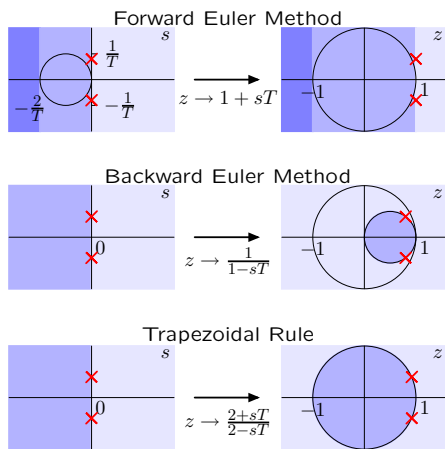 Forward Euler Method
s
1/T
-2/T
-1/T
z → 1 + sT
z
-1
1
Backward Euler Method
s
0
z → 1/(1-sT)
z
-1
1
Trapezoidal Rule
s
0
z → (2+sT)/(2-sT)
z
-1
1